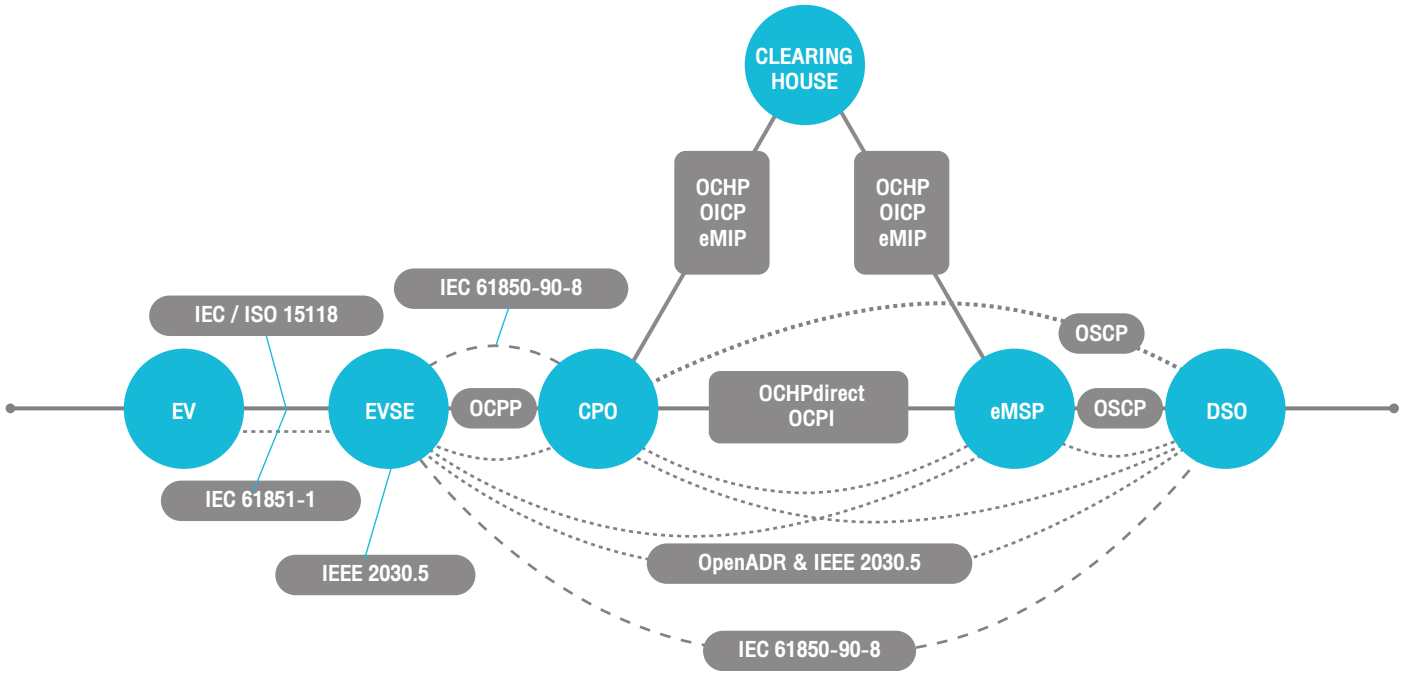 CLEARING
HOUSE
OCHP
OICP
eMIP
OCHP
OICP
eMIP
IEC 61850-90-8
IEC / ISO 15118
OSCP
EV
EVSE
OCPP
CPO
OCHPdirect
OCPI
eMSP
OSCP
DSO
IEC 61851-1
IEEE 2030.5
OpenADR & IEEE 2030.5
IEC 61850-90-8